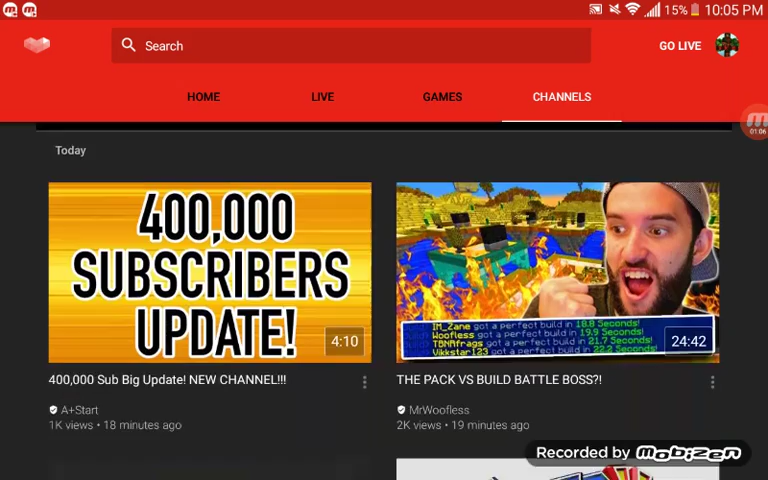 15% 10:05 PM
Search
GO LIVE
HOME LIVE GAMES CHANNELS
01:06
Today
400,000
SUBSCRIBERS
UPDATE!
4:10
IM_Zane got a perfect build in 18.8 Seconds!
Woofless got a perfect build in 19.9 Seconds!
TBNRfrags got a perfect build in 21.7 Seconds!
Vikkstar123 got a perfect build in 22.2 Seconds!
24:42
400,000 Sub Big Update! NEW CHANNEL!!!
A+Start
1K views • 18 minutes ago
THE PACK VS BUILD BATTLE BOSS?!
MrWoofless
2K views • 19 minutes ago
Recorded by Mobizen